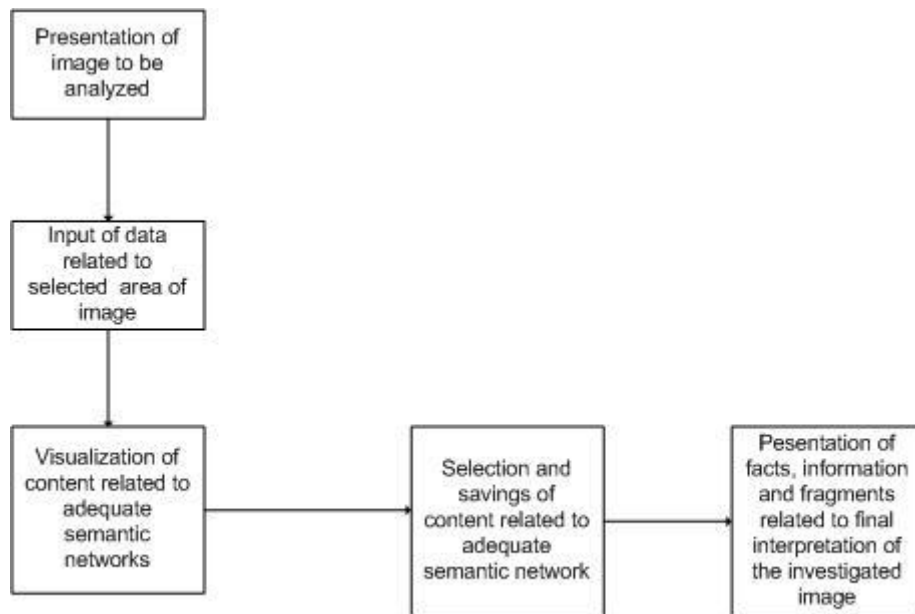 Presentation of
image to be
analyzed
Input of data
related to
selected area of
image
Visualization of
content related to
adequate
semantic
networks
Selection and
savings of
content related to
adequate
semantic network
Pesentation of
facts, information
and fragments
related to final
interpretation of
the investigated
image